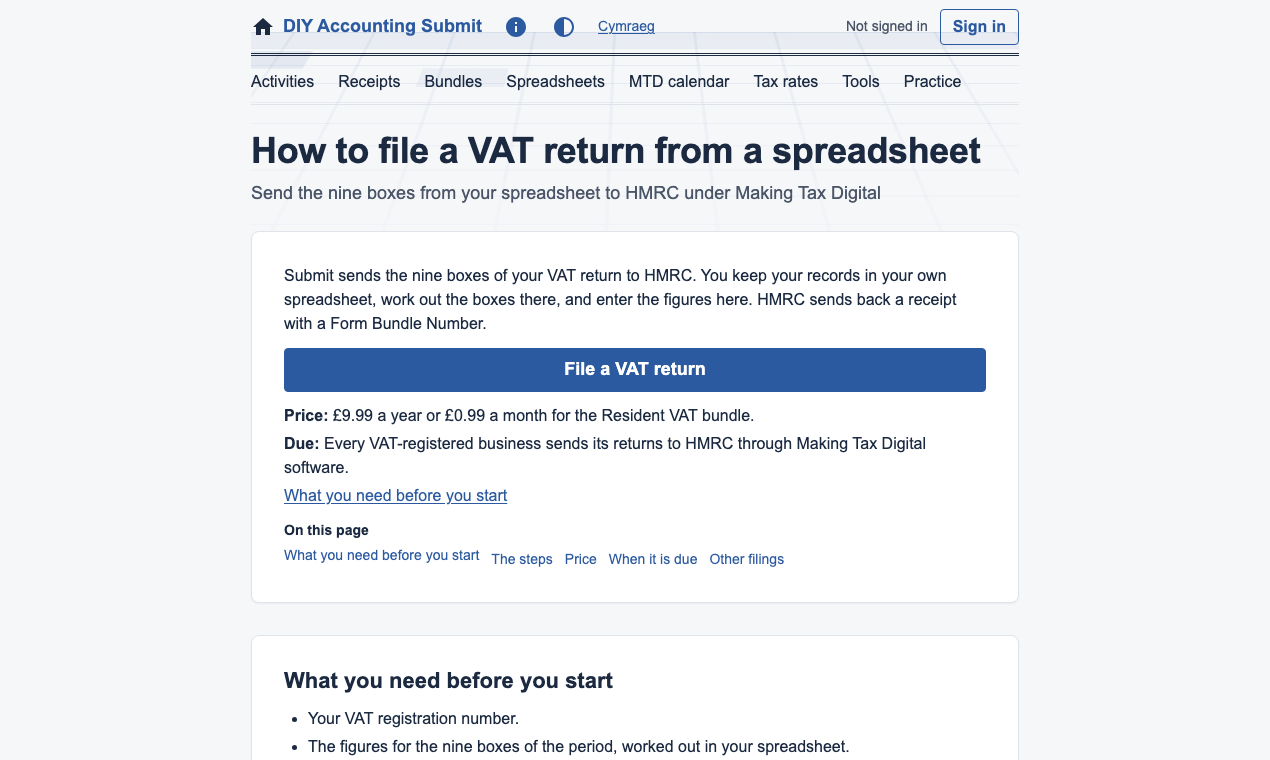 DIY Accounting Submit
Cymraeg
Not signed in
Sign in
Activities Receipts Bundles Spreadsheets MTD calendar Tax rates Tools Practice
How to file a VAT return from a spreadsheet
Send the nine boxes from your spreadsheet to HMRC under Making Tax Digital
Submit sends the nine boxes of your VAT return to HMRC. You keep your records in your own
spreadsheet, work out the boxes there, and enter the figures here. HMRC sends back a receipt
with a Form Bundle Number.
File a VAT return
Price: £9.99 a year or £0.99 a month for the Resident VAT bundle.
Due: Every VAT-registered business sends its returns to HMRC through Making Tax Digital
software.
What you need before you start
On this page
What you need before you start The steps Price When it is due Other filings
What you need before you start
• Your VAT registration number.
• The figures for the nine boxes of the period, worked out in your spreadsheet.